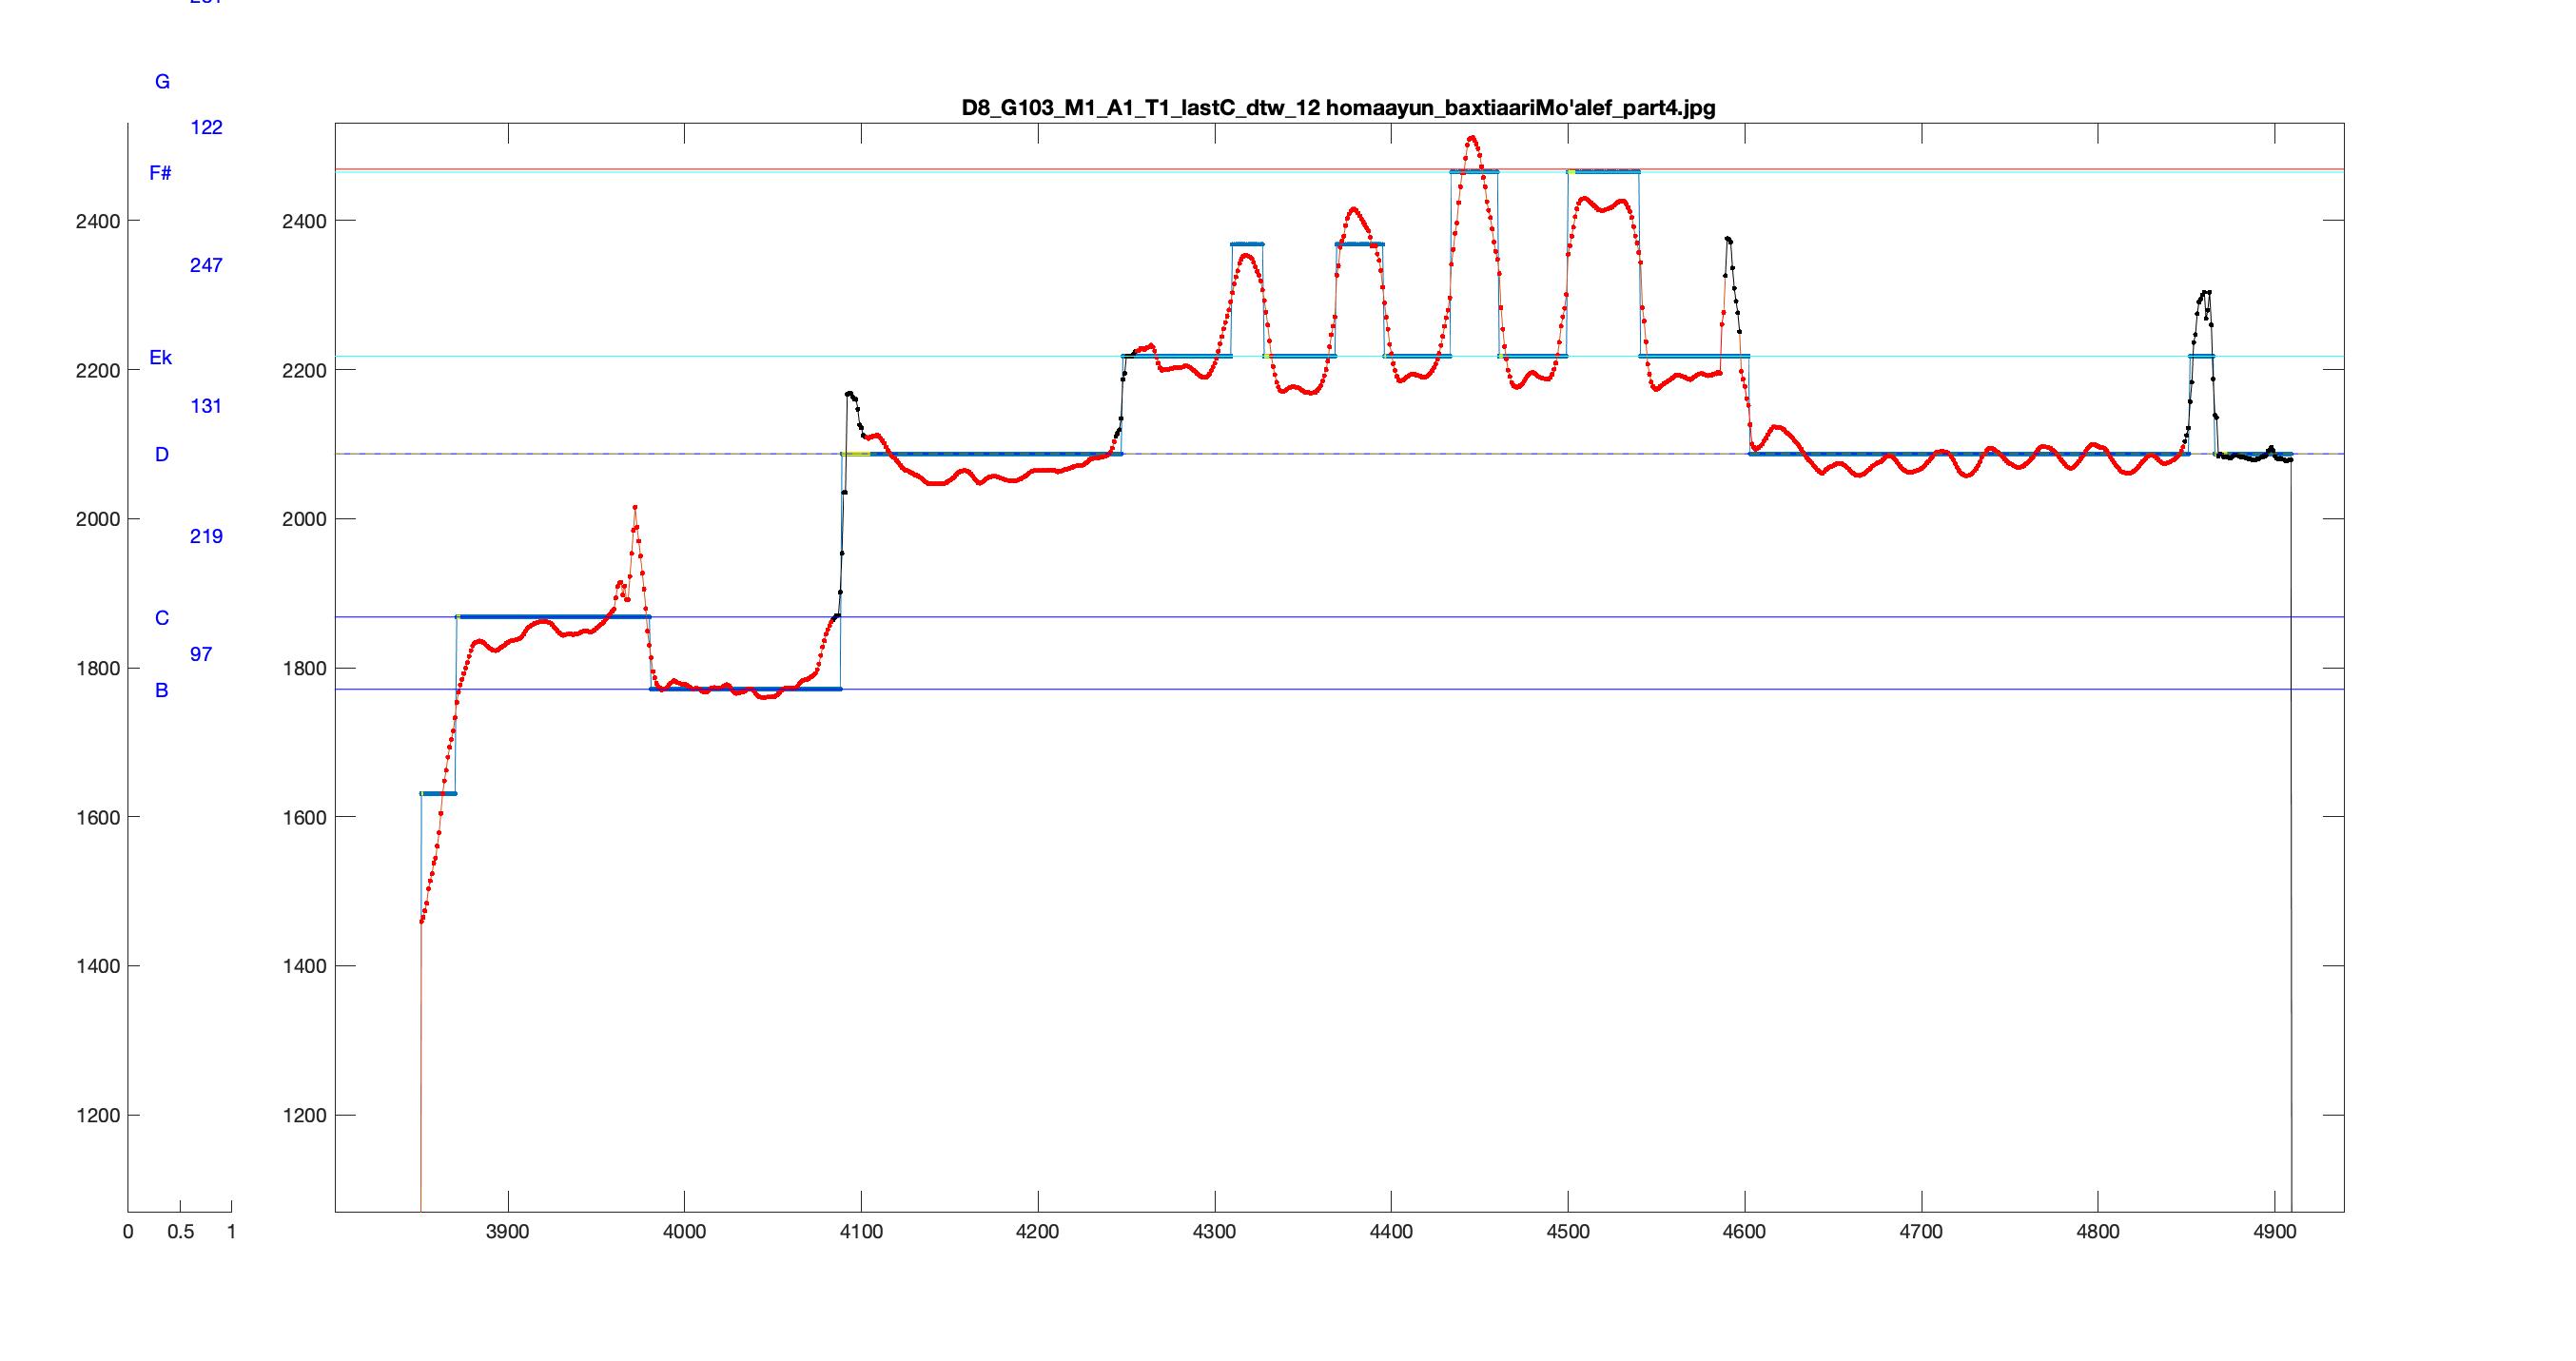 G
122
D8_G103_M1_A1_T1_lastC_dtw_12 homaayun_baxtiaariMo'alef_part4.jpg
F#
2400 2400
247
Ek
2200 2200
131
D
2000 2000
219
C
97
1800 1800
B
1600 1600
1400 1400
1200 1200
0 0.5 1 3900 4000 4100 4200 4300 4400 4500 4600 4700 4800 4900